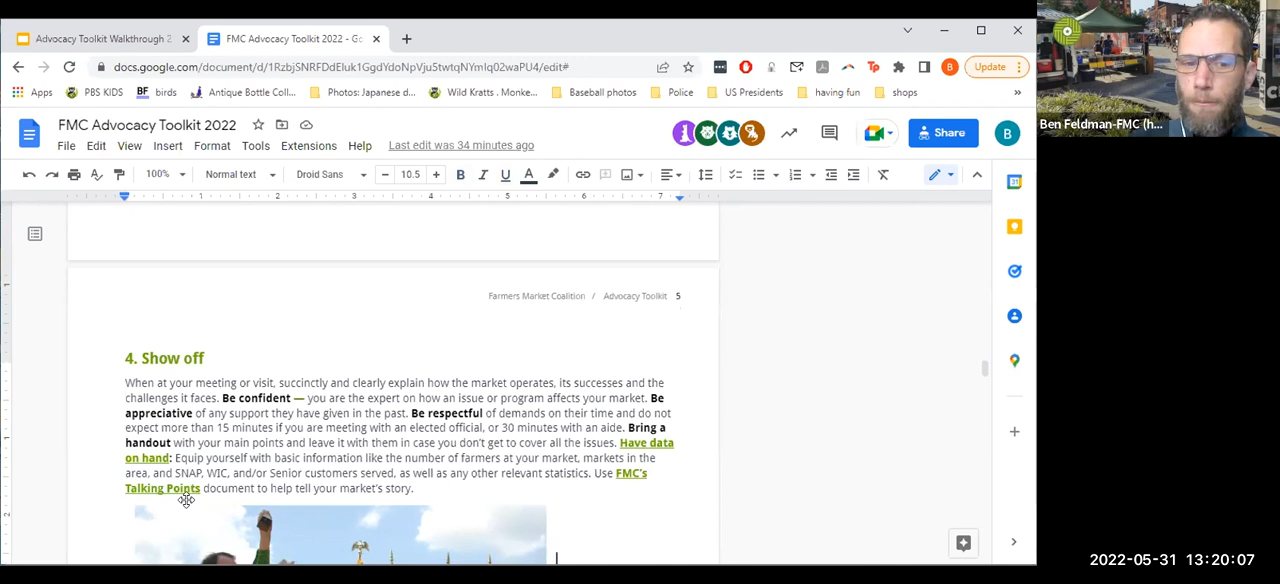 Advocacy Toolkit Walkthrough 2
FMC Advocacy Toolkit 2022 - Go
Update
Apps
PBS KIDS
BF birds
Antique Bottle Coll...
Photos: Japanese d...
Wild Kratts . Monke...
Baseball photos
Police
US Presidents
having fun
shops
»
Ben Feldman-FMC (h...
FMC Advocacy Toolkit 2022
File Edit View Inser Format Tools Extensions Help Last edit was 34 minutes ago
Share
B
100% Normal text Droid Sans 10.5 B I U A
1 2 3 4 5 6 7
Farmers Market Coalition / Advocacy Toolkit 5
4. Show off
When at your meeting or visit, succinctly and clearly explain how the market operates, its successes and the
challenges it faces. Be confident — you are the expert on how an issue or program affects your market. Be
appreciative of any support they have given in the past. Be respectful of demands on their time and do not
expect more than 15 minutes if you are meeting with an elected official, or 30 minutes with an aide. Bring a
handout with your main points and leave it with them in case you don't get to cover all the issues. Have data
on hand: Equip yourself with basic information like the number of farmers at your market, markets in the
area, and SNAP, WIC, and/or Senior customers served, as well as any other relevant statistics. Use FMC's
Talking Points document to help tell your market's story.
2022-05-31 13:20:07